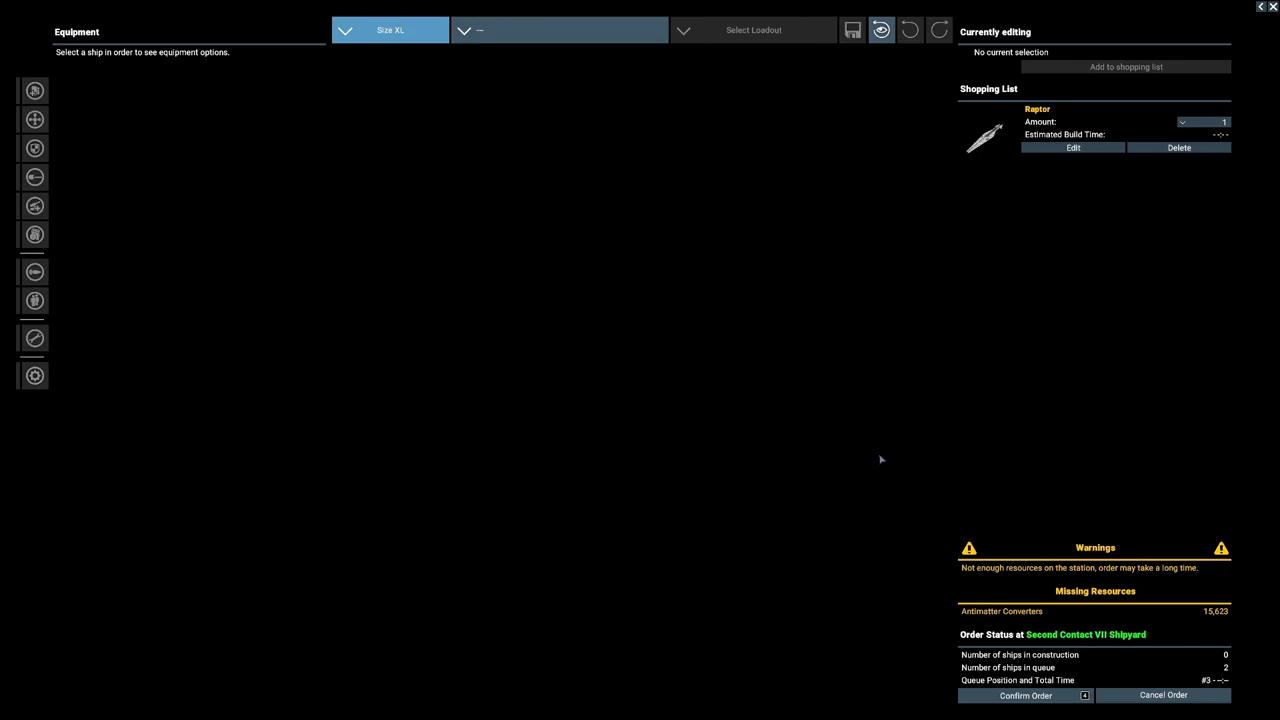 Equipment
Select a ship in order to see equipment options.
Size XL
--
Select Loadout
Currently editing
No current selection
Add to shopping list
Shopping List
Raptor
Amount: 1
Estimated Build Time: --:--
Edit Delete
Warnings
Not enough resources on the station, order may take a long time.
Missing Resources
Antimatter Converters 15,623
Order Status at Second Contact VII Shipyard
Number of ships in construction 0
Number of ships in queue 2
Queue Position and Total Time #3 - --:--
Confirm Order 4 Cancel Order